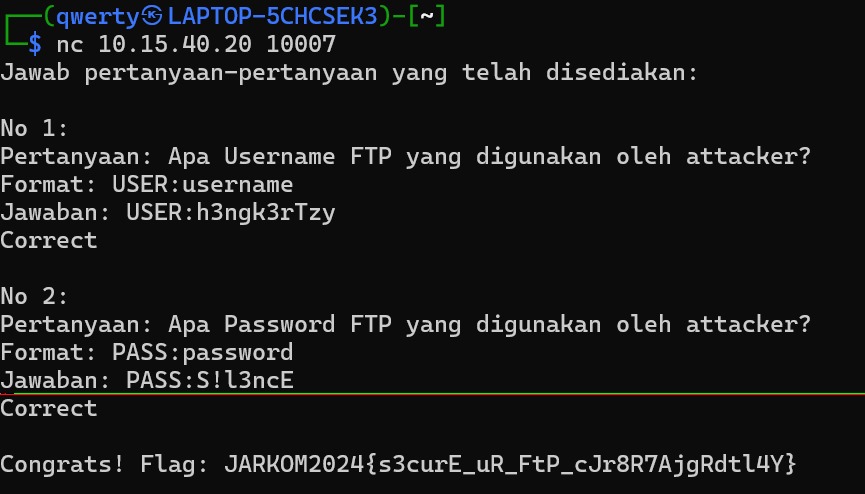 (qwerty㉿LAPTOP-5CHCSEK3)-[~]
$ nc 10.15.40.20 10007
Jawab pertanyaan-pertanyaan yang telah disediakan:
No 1:
Pertanyaan: Apa Username FTP yang digunakan oleh attacker?
Format: USER:username
Jawaban: USER:h3ngk3rTzy
Correct
No 2:
Pertanyaan: Apa Password FTP yang digunakan oleh attacker?
Format: PASS:password
Jawaban: PASS:S!l3ncE
Correct
Congrats! Flag: JARKOM2024{s3curE_uR_FtP_cJr8R7AjgRdtl4Y}